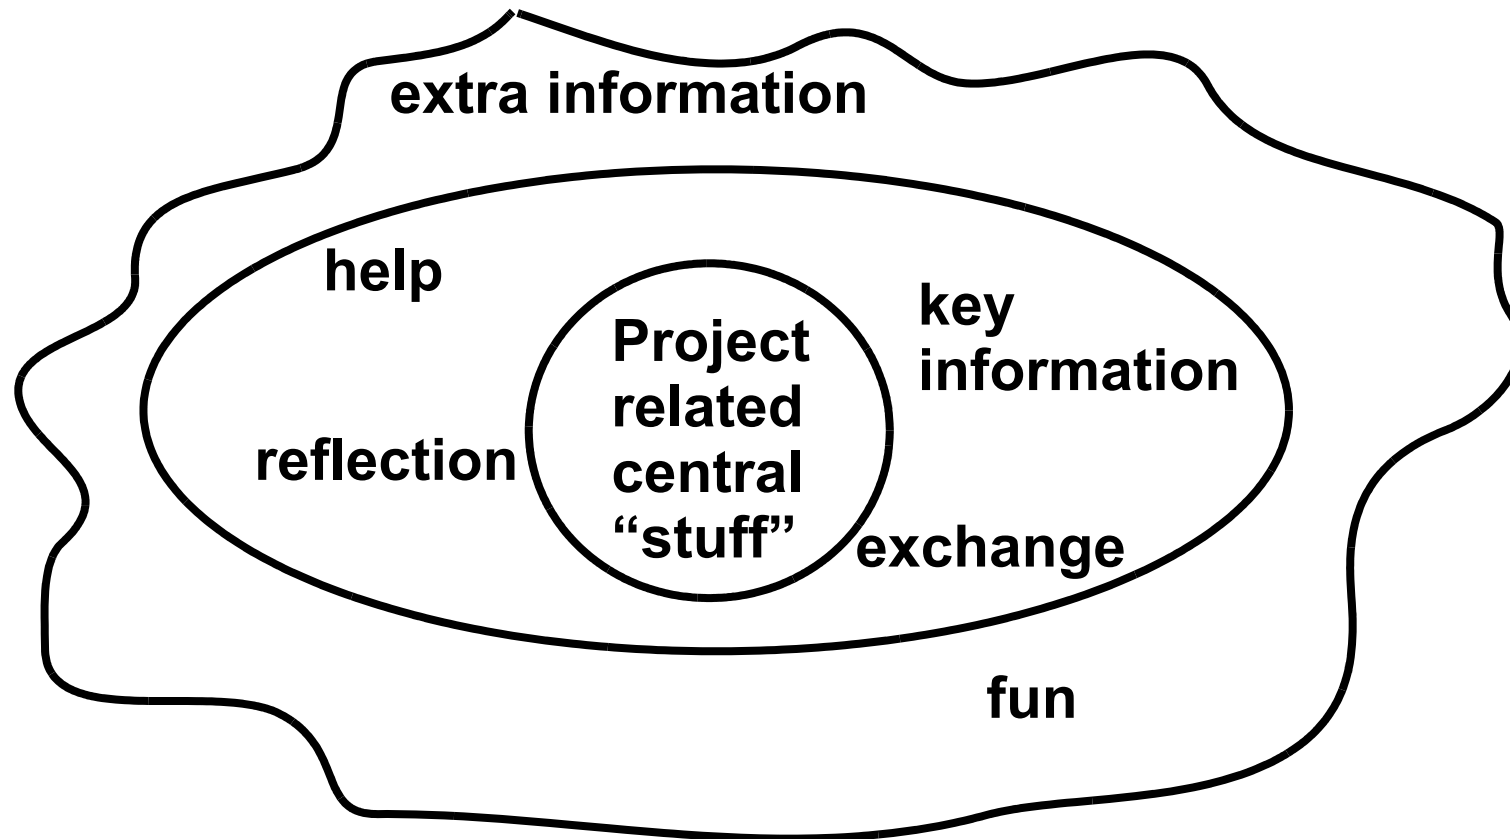 extra information
help
key
information
Project
related
central
“stuff”
reflection
exchange
fun